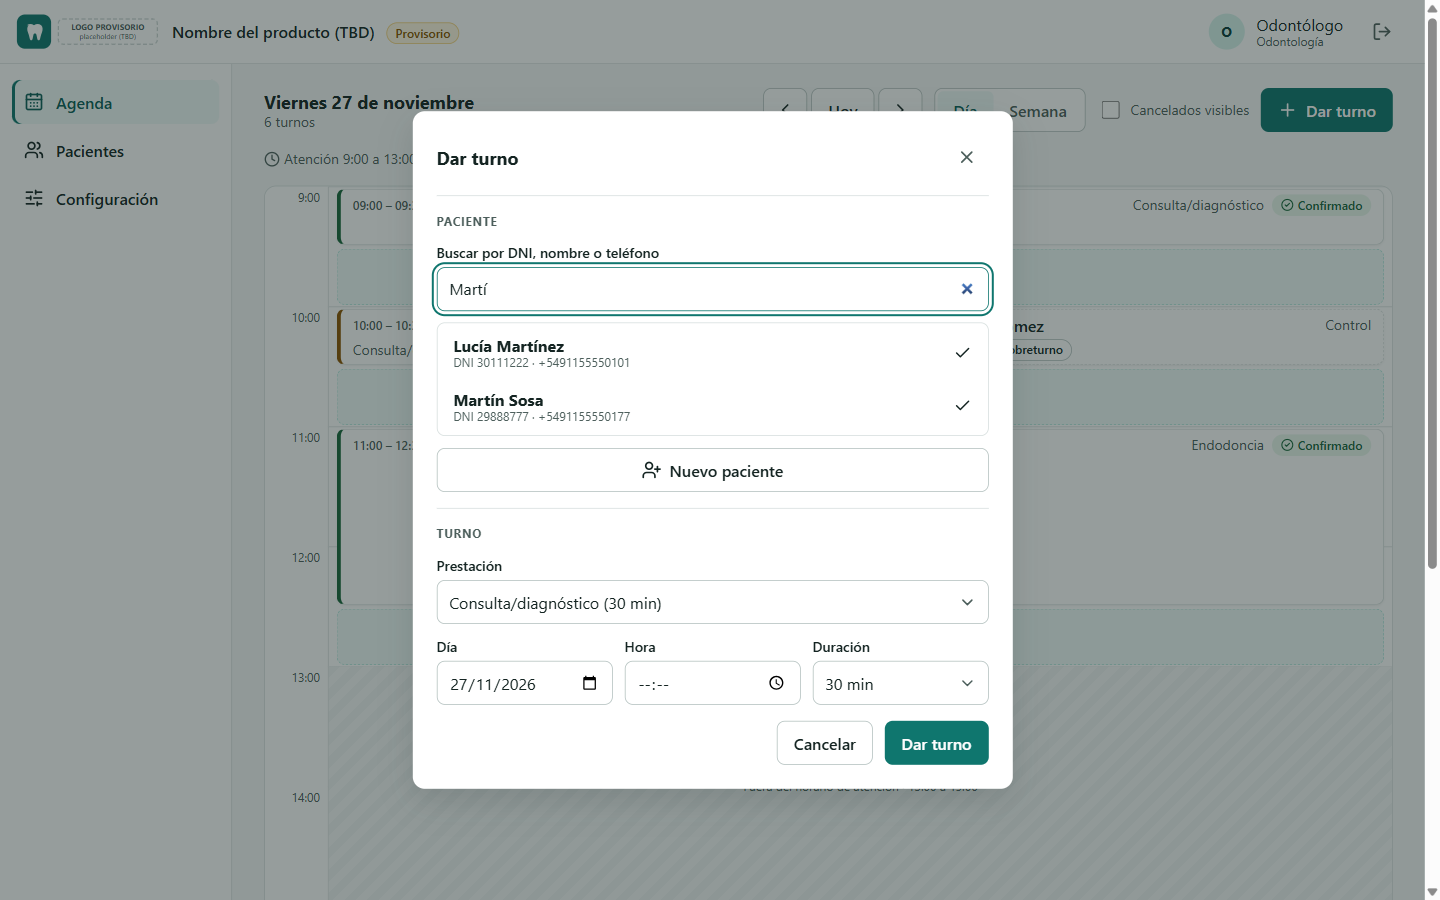 LOGO PROVISORIO
placeholder (TBD)
Nombre del producto (TBD)
Provisorio
O
Odontólogo
Odontología
Agenda
Pacientes
Configuración
Viernes 27 de noviembre
6 turnos
Hoy
Día
Semana
Cancelados visibles
Dar turno
Atención 9:00 a 13:00
9:00
09:00 – 09:
Consulta/diagnóstico
Confirmado
10:00
10:00 – 10:
Consulta/
Control
11:00
11:00 – 12:
Endodoncia
Confirmado
12:00
13:00
14:00
Dar turno
PACIENTE
Buscar por DNI, nombre o teléfono
Martí
Lucía Martínez
DNI 30111222 · +5491155550101
Martín Sosa
DNI 29888777 · +5491155550177
Nuevo paciente
TURNO
Prestación
Consulta/diagnóstico (30 min)
Día
Hora
Duración
27/11/2026
--:--
30 min
Cancelar
Dar turno